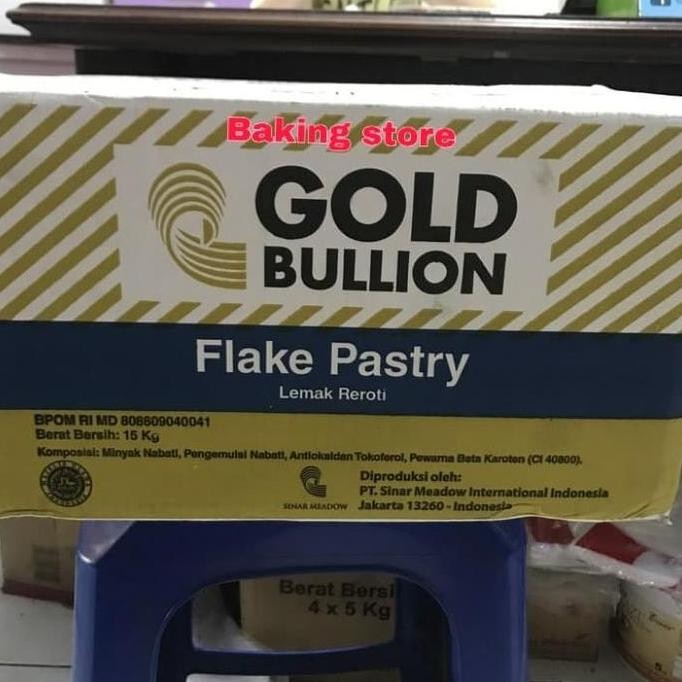 Baking store
GOLD
BULLION
Flake Pastry
Lemak Reroti
BPOM RI MD 808609040041
Berat Bersih: 15 Kg
Komposisi: Minyak Nabati, Pengemulsi Nabati, Antioksidan Tokoferol, Pewarna Beta Karoten (CI 40800).
Diproduksi oleh:
PT. Sinar Meadow International Indonesia
Jakarta 13260 - Indonesia
SINAR MEADOW
Berat Bersi
4 x 5 Kg